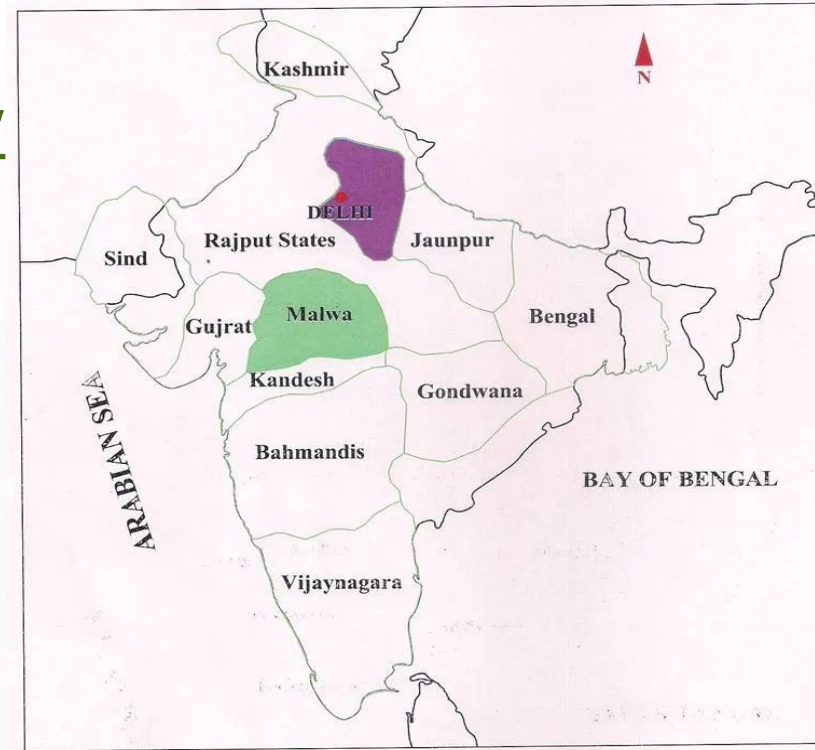 Kashmir
N
DELHI
Rajput States
Jaunpur
Sind
Malwa
Gujrat
Bengal
Kandesh
Gondwana
Bahmandis
ARABIAN SEA
BAY OF BENGAL
Vijaynagara